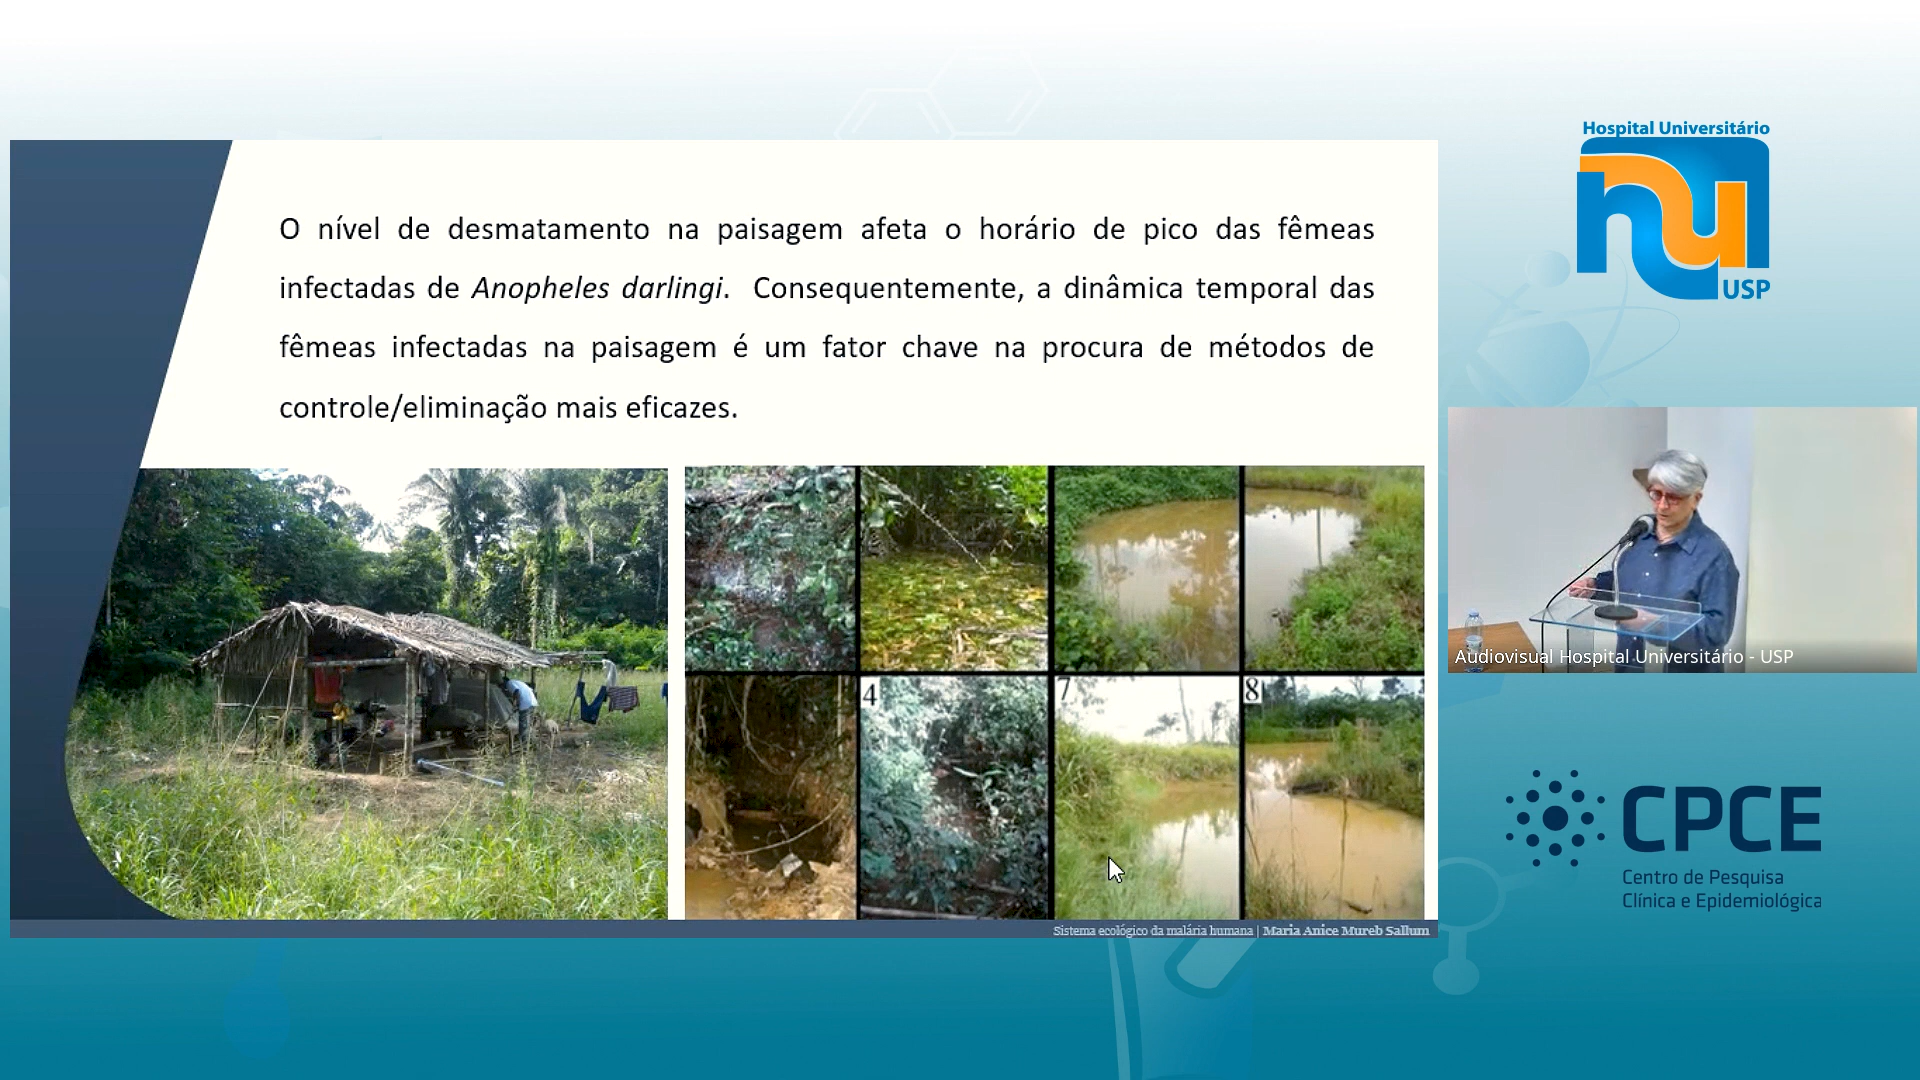 Hospital Universitário
hu
USP
O nível de desmatamento na paisagem afeta o horário de pico das fêmeas
infectadas de Anopheles darlingi. Consequentemente, a dinâmica temporal das
fêmeas infectadas na paisagem é um fator chave na procura de métodos de
controle/eliminação mais eficazes.
4
7
8
Sistema ecológico da malária humana | Maria Anice Mureb Sallum
Audiovisual Hospital Universitário - USP
CPCE
Centro de Pesquisa
Clínica e Epidemiológica